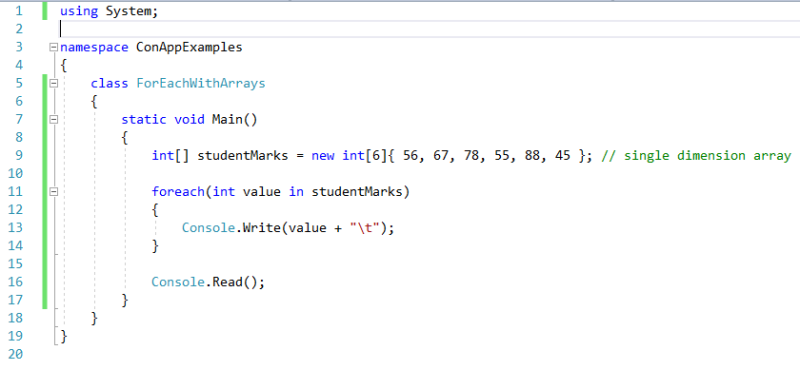 1 using System;
2
3 namespace ConAppExamples
4 {
5 class ForEachWithArrays
6 {
7 static void Main()
8 {
9 int[] studentMarks = new int[6]{ 56, 67, 78, 55, 88, 45 }; // single dimension array
10
11 foreach(int value in studentMarks)
12 {
13 Console.Write(value + "\t");
14 }
15
16 Console.Read();
17 }
18 }
19 }
20